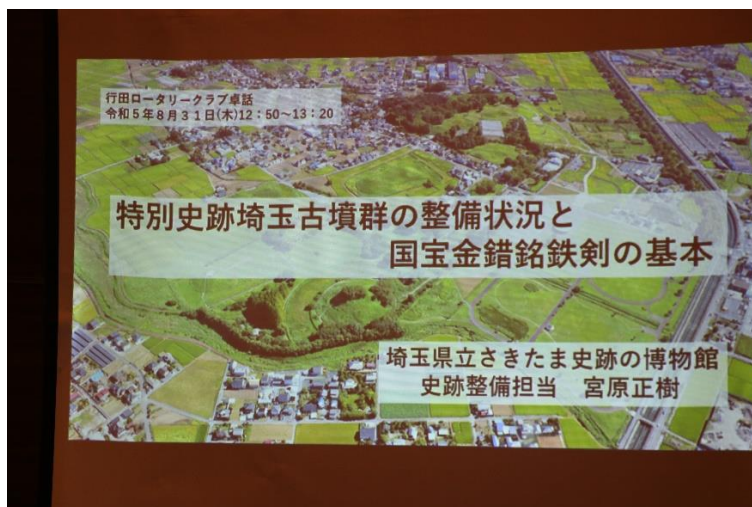 行田ロータリークラブ卓話
令和5年8月31日(木)12:50～13:20
特別史跡埼玉古墳群の整備状況と
国宝金錯銘鉄剣の基本
埼玉県立さきたま史跡の博物館
史跡整備担当　宮原正樹